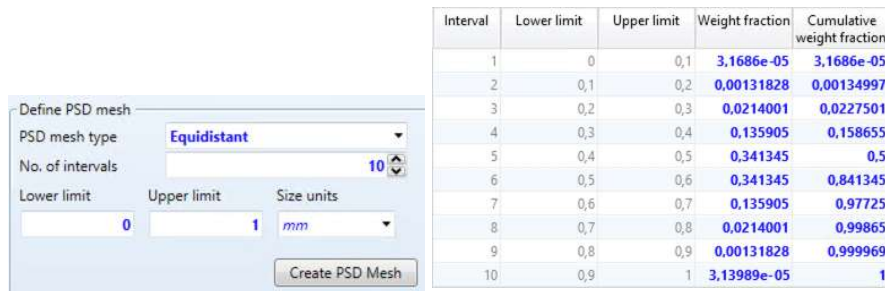 Define PSD mesh
PSD mesh type Equidistant
No. of intervals 10
Lower limit Upper limit Size units
0 1 mm
Create PSD Mesh
Interval Lower limit Upper limit Weight fraction Cumulative weight fraction
1 0 0,1 3,1686e-05 3,1686e-05
2 0,1 0,2 0,00131828 0,00134997
3 0,2 0,3 0,0214001 0,0227501
4 0,3 0,4 0,135905 0,158655
5 0,4 0,5 0,341345 0,5
6 0,5 0,6 0,341345 0,841345
7 0,6 0,7 0,135905 0,97725
8 0,7 0,8 0,0214001 0,99865
9 0,8 0,9 0,00131828 0,999969
10 0,9 1 3,13989e-05 1